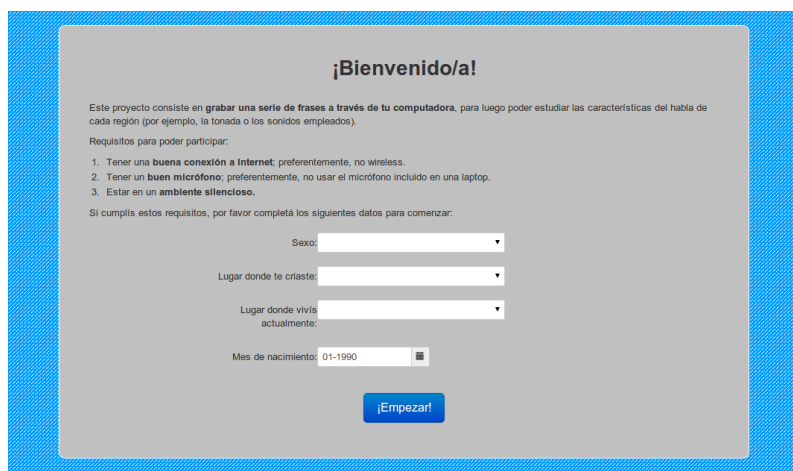 ¡Bienvenido/a!
Este proyecto consiste en grabar una serie de frases a través de tu computadora, para luego poder estudiar las características del habla de
cada región (por ejemplo, la tonada o los sonidos empleados).
Requisitos para poder participar:
1. Tener una buena conexión a Internet; preferentemente, no wireless.
2. Tener un buen micrófono; preferentemente, no usar el micrófono incluido en una laptop.
3. Estar en un ambiente silencioso.
Si cumplís estos requisitos, por favor completá los siguientes datos para comenzar:
Sexo:
Lugar donde te criaste:
Lugar donde vivís
actualmente:
Mes de nacimiento: 01-1990
¡Empezar!